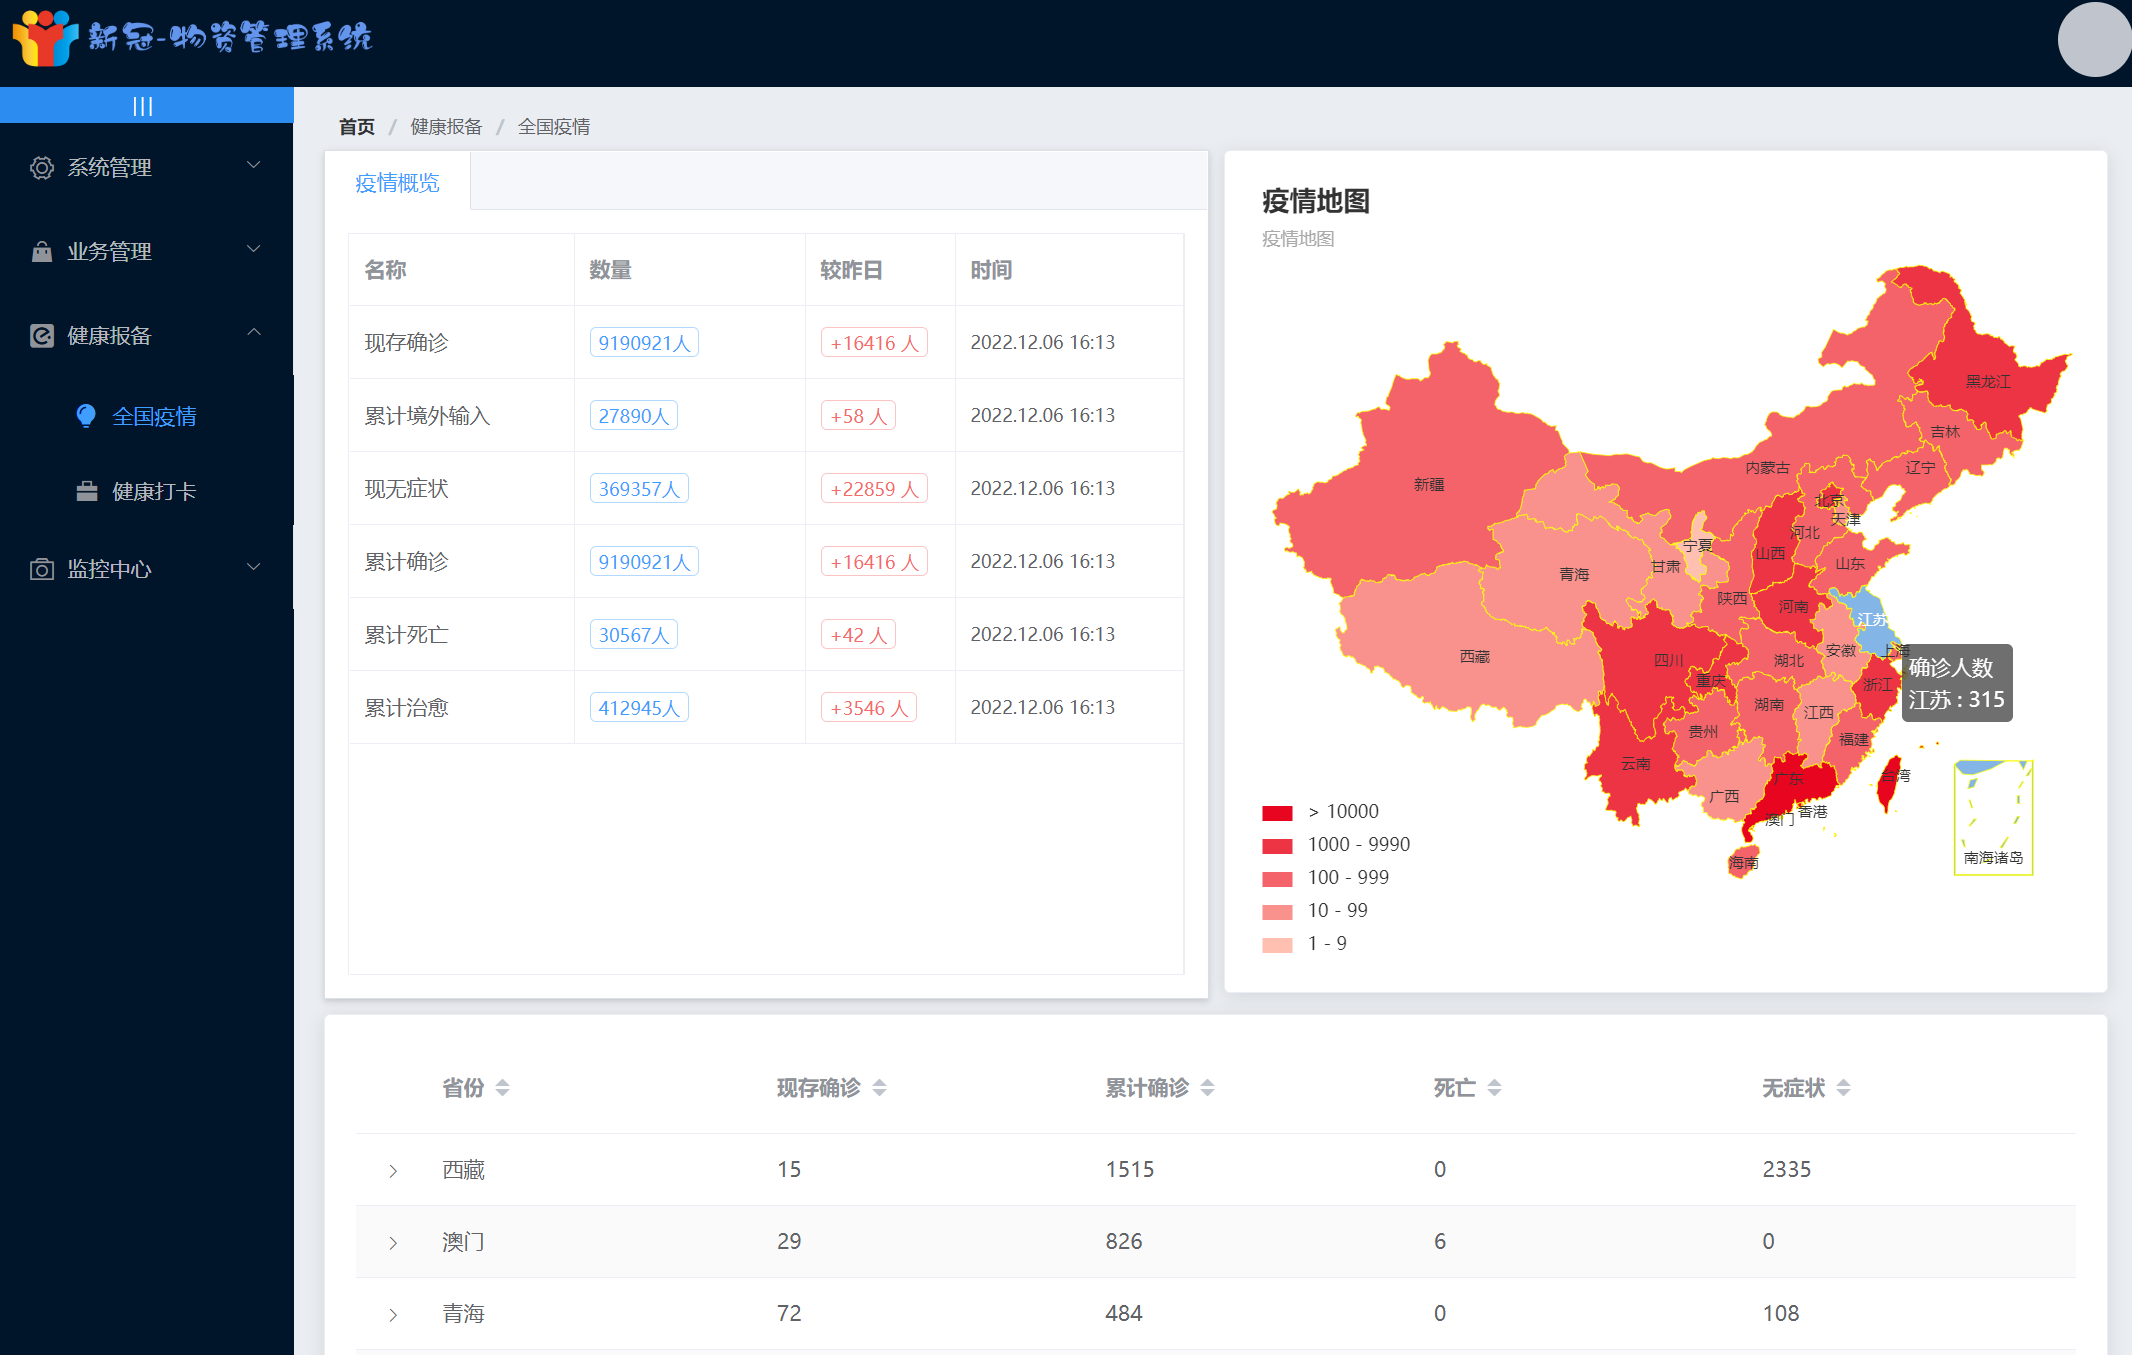 新冠-物资管理系统
系统管理
业务管理
健康报备
全国疫情
健康打卡
监控中心
首页 / 健康报备 / 全国疫情
疫情概览
名称 数量 较昨日 时间
现存确诊 9190921人 +16416 人 2022.12.06 16:13
累计境外输入 27890人 +58 人 2022.12.06 16:13
现无症状 369357人 +22859 人 2022.12.06 16:13
累计确诊 9190921人 +16416 人 2022.12.06 16:13
累计死亡 30567人 +42 人 2022.12.06 16:13
累计治愈 412945人 +3546 人 2022.12.06 16:13
疫情地图
疫情地图
黑龙江
吉林
内蒙古
辽宁
新疆
北京
天津
河北
宁夏
山西
山东
甘肃
青海
陕西
河南
江苏
安徽
上海
西藏
四川
湖北
重庆
浙江
湖南
江西
贵州
福建
云南
广东
台湾
广西
香港
澳门
海南
南海诸岛
确诊人数
江苏 : 315
> 10000
1000 - 9990
100 - 999
10 - 99
1 - 9
省份 现存确诊 累计确诊 死亡 无症状
西藏 15 1515 0 2335
澳门 29 826 6 0
青海 72 484 0 108